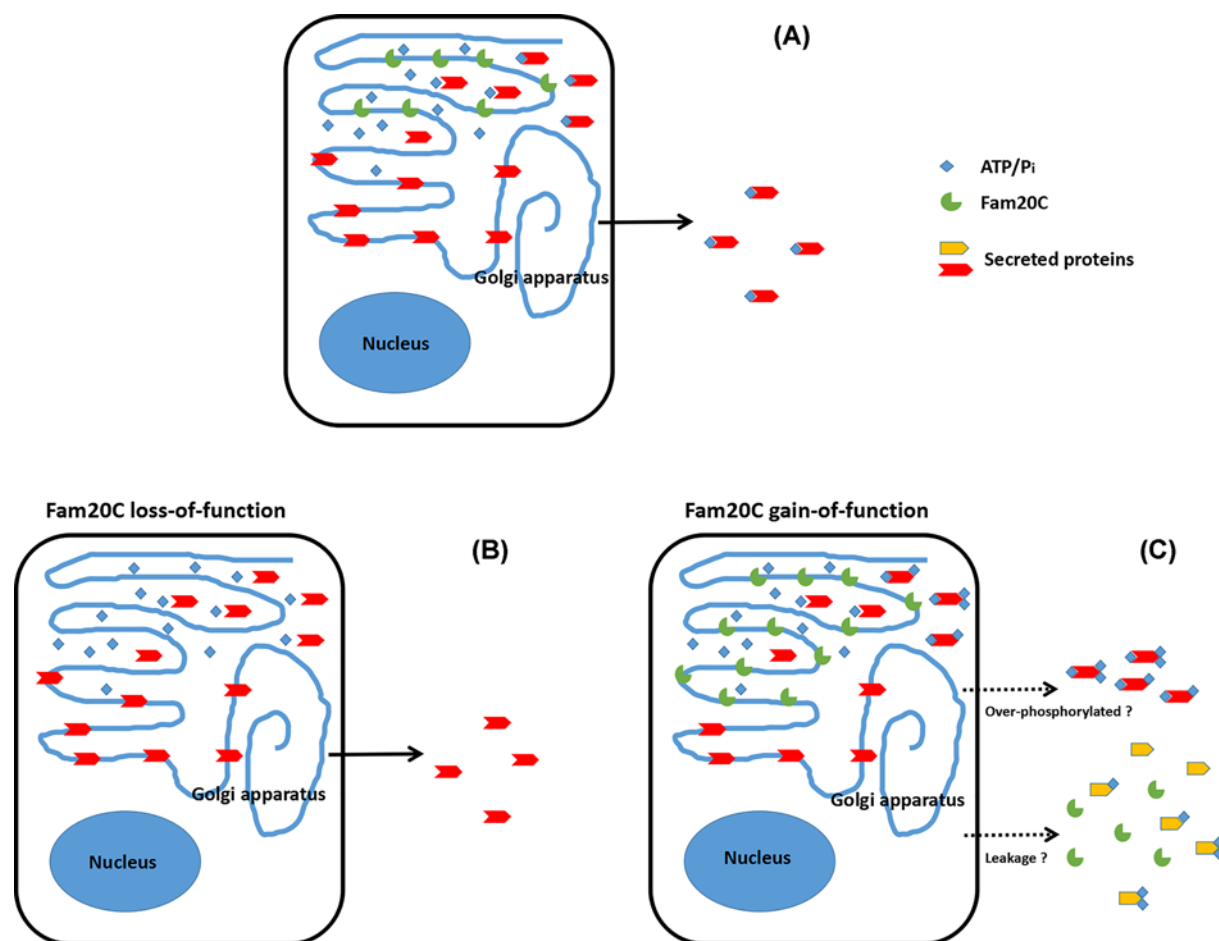 (A)
ATP/Pi
Fam20C
Secreted proteins
Golgi apparatus
Nucleus
Fam20C loss-of-function
(B)
Golgi apparatus
Nucleus
Fam20C gain-of-function
(C)
Over-phosphorylated ?
Golgi apparatus
Leakage ?
Nucleus